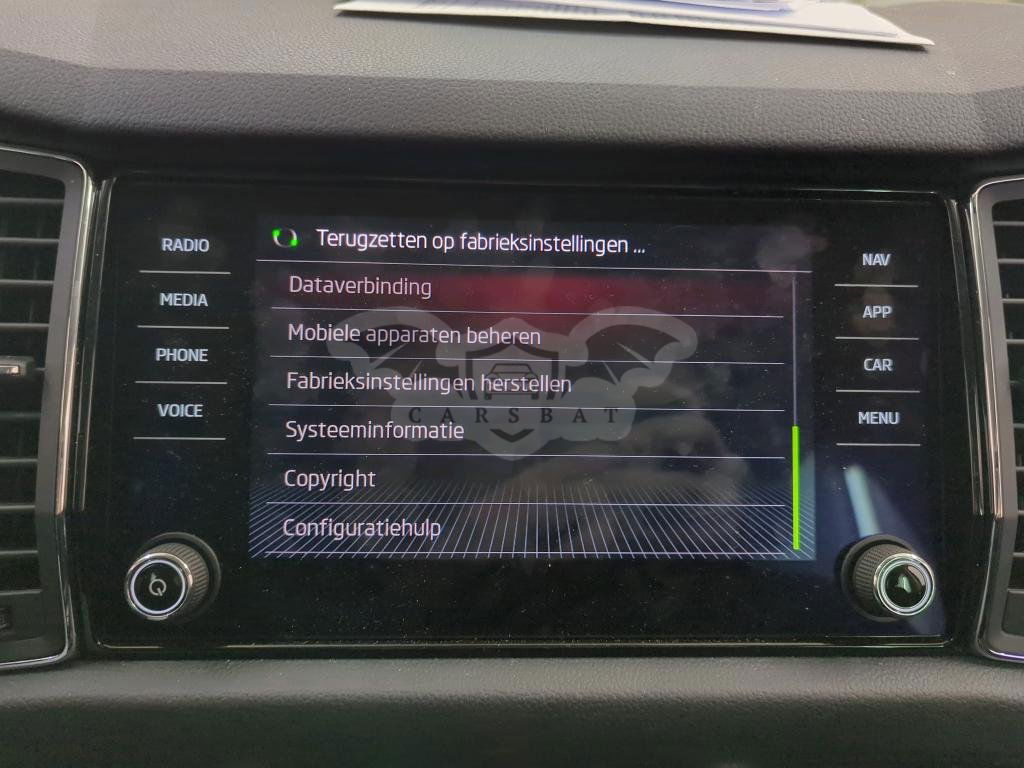 RADIO
MEDIA
PHONE
VOICE
Terugzetten op fabrieksinstellingen ...
Dataverbinding
Mobiele apparaten beheren
Fabrieksinstellingen herstellen
CARSBAT
Systeeminformatie
Copyright
Configuratiehulp
NAV
APP
CAR
MENU